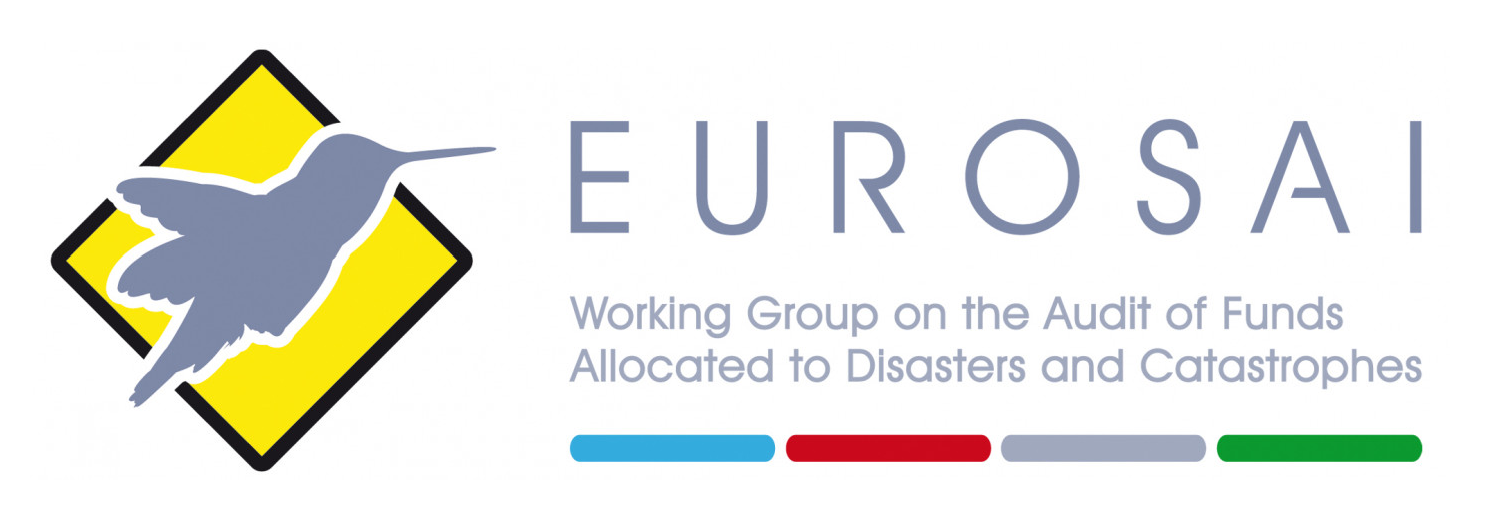 EUROSAI
Working Group on the Audit of Funds
Allocated to Disasters and Catastrophes